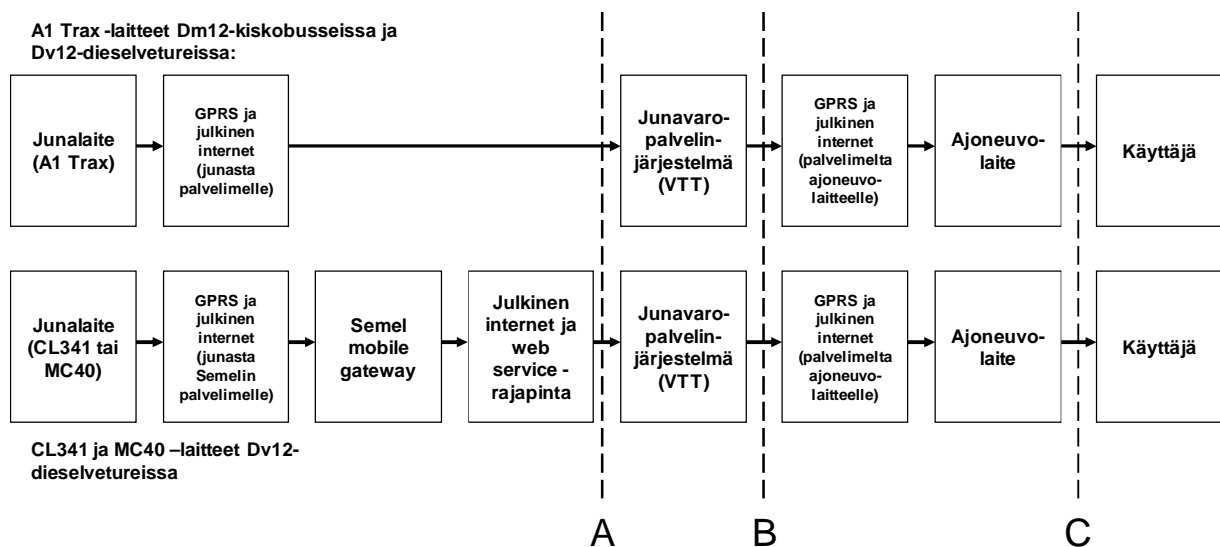 A1 Trax -laitteet Dm12-kiskobusseissa ja
Dv12-dieselvetureissa:
Junalaite
(A1 Trax)
GPRS ja
julkinen
internet
(junasta
palvelimelle)
Junavaro-
palvelin-
järjestelmä
(VTT)
GPRS ja
julkinen
internet
(palvelimelta
ajoneuvo-
laitteelle)
Ajoneuvo-
laite
Käyttäjä
Junalaite
(CL341 tai
MC40)
GPRS ja
julkinen
internet
(junasta
Semelin
palvelimelle)
Semel
mobile
gateway
Julkinen
internet ja
web
service -
rajapinta
Junavaro-
palvelin-
järjestelmä
(VTT)
GPRS ja
julkinen
internet
(palvelimelta
ajoneuvo-
laitteelle)
Ajoneuvo-
laite
Käyttäjä
CL341 ja MC40 –laitteet Dv12-
dieselvetureissa
A
B
C